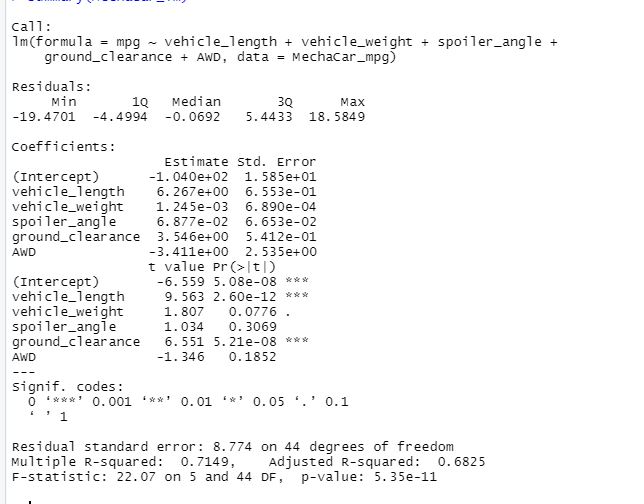 Call:
lm(formula = mpg ~ vehicle_length + vehicle_weight + spoiler_angle +
    ground_clearance + AWD, data = MechaCar_mpg)

Residuals:
     Min       1Q   Median       3Q      Max
-19.4701  -4.4994  -0.0692   5.4433  18.5849

Coefficients:
                   Estimate Std. Error
(Intercept)      -1.040e+02  1.585e+01
vehicle_length    6.267e+00  6.553e-01
vehicle_weight    1.245e-03  6.890e-04
spoiler_angle     6.877e-02  6.653e-02
ground_clearance  3.546e+00  5.412e-01
AWD              -3.411e+00  2.535e+00
                 t value Pr(>|t|)
(Intercept)       -6.559 5.08e-08 ***
vehicle_length     9.563 2.60e-12 ***
vehicle_weight     1.807   0.0776 .
spoiler_angle      1.034   0.3069
ground_clearance   6.551 5.21e-08 ***
AWD               -1.346   0.1852
---
Signif. codes:
  0 ‘***’ 0.001 ‘**’ 0.01 ‘*’ 0.05 ‘.’ 0.1
  ‘ ’ 1

Residual standard error: 8.774 on 44 degrees of freedom
Multiple R-squared:  0.7149,    Adjusted R-squared:  0.6825
F-statistic: 22.07 on 5 and 44 DF,  p-value: 5.35e-11